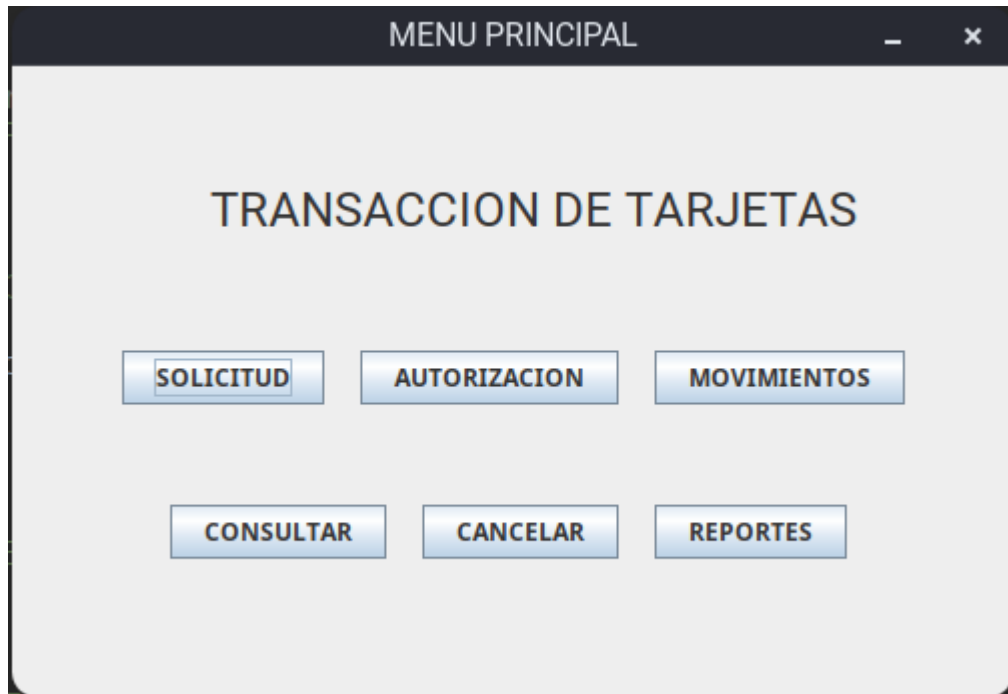 MENU PRINCIPAL
TRANSACCION DE TARJETAS
SOLICITUD AUTORIZACION MOVIMIENTOS
CONSULTAR CANCELAR REPORTES